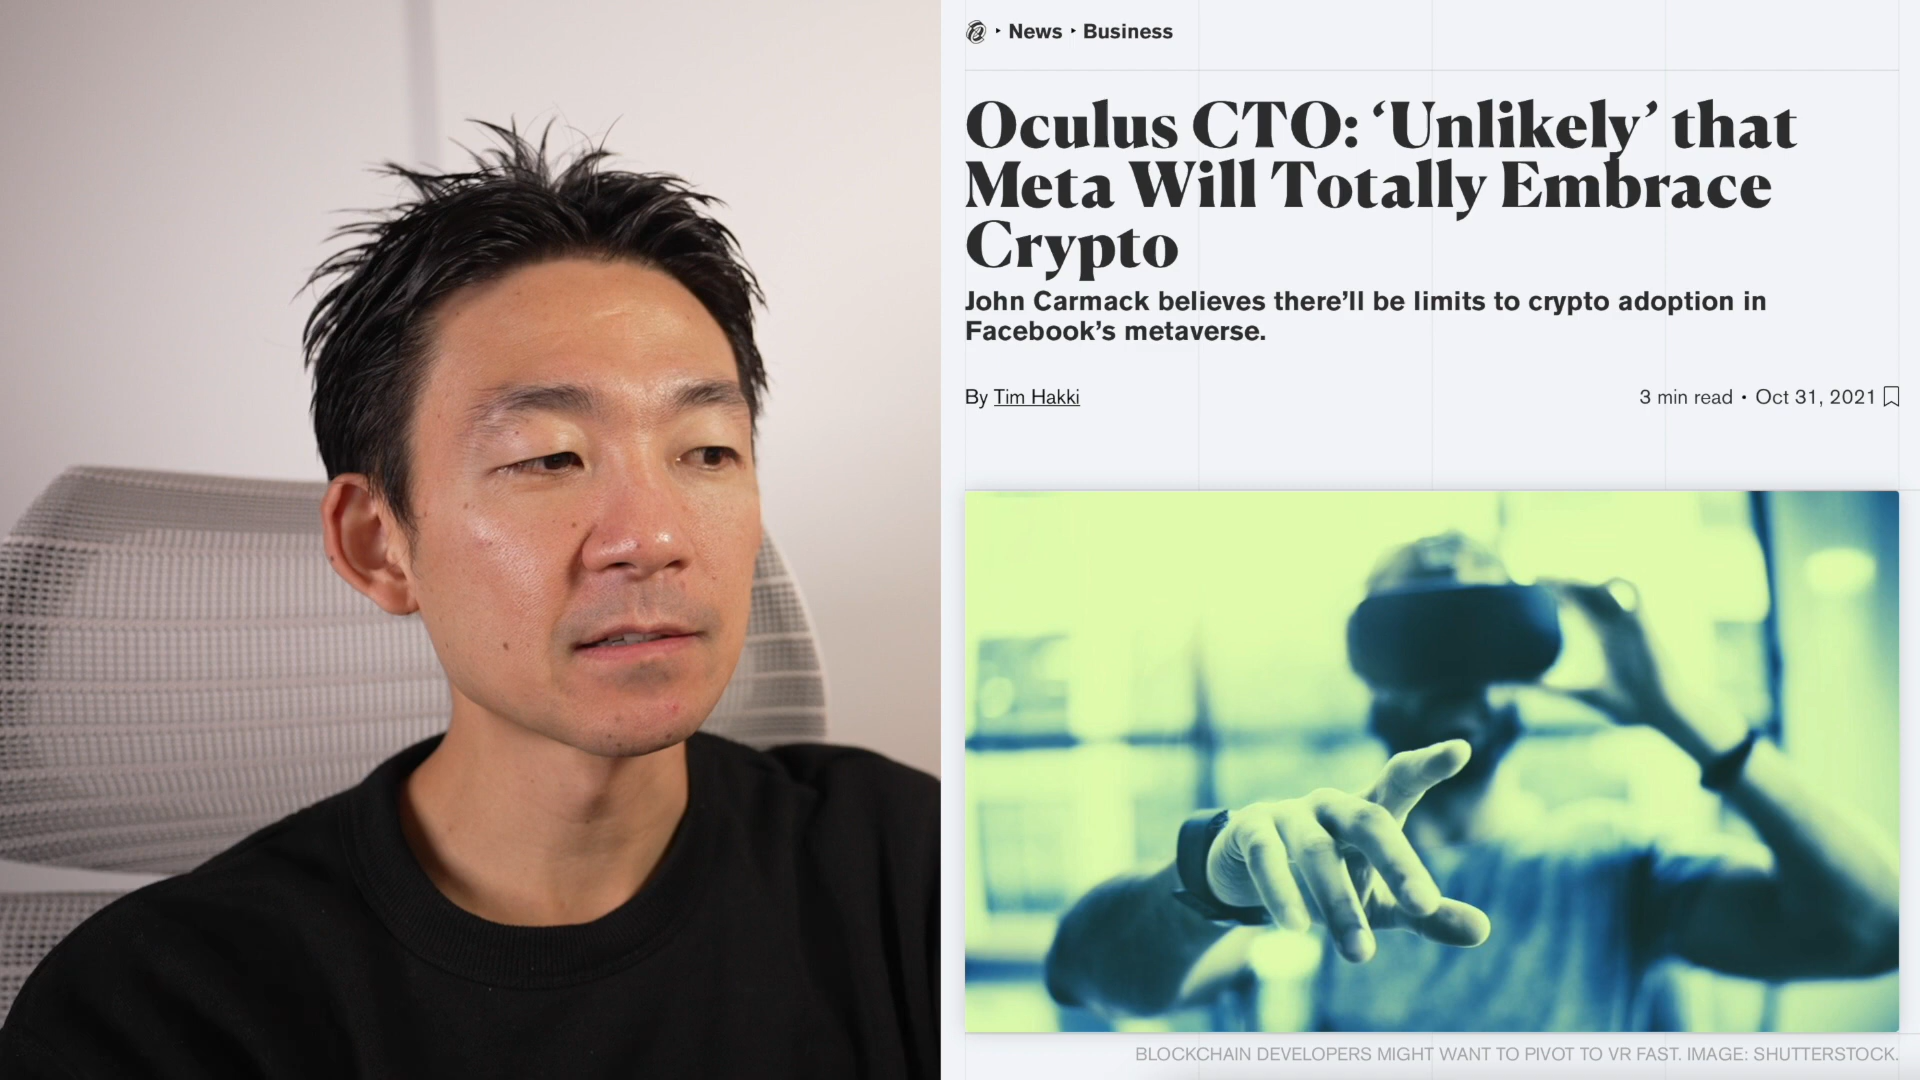 News ‣ Business
Oculus CTO: ‘Unlikely’ that
Meta Will Totally Embrace
Crypto
John Carmack believes there’ll be limits to crypto adoption in
Facebook’s metaverse.
By Tim Hakki
3 min read • Oct 31, 2021
BLOCKCHAIN DEVELOPERS MIGHT WANT TO PIVOT TO VR FAST. IMAGE: SHUTTERSTOCK.